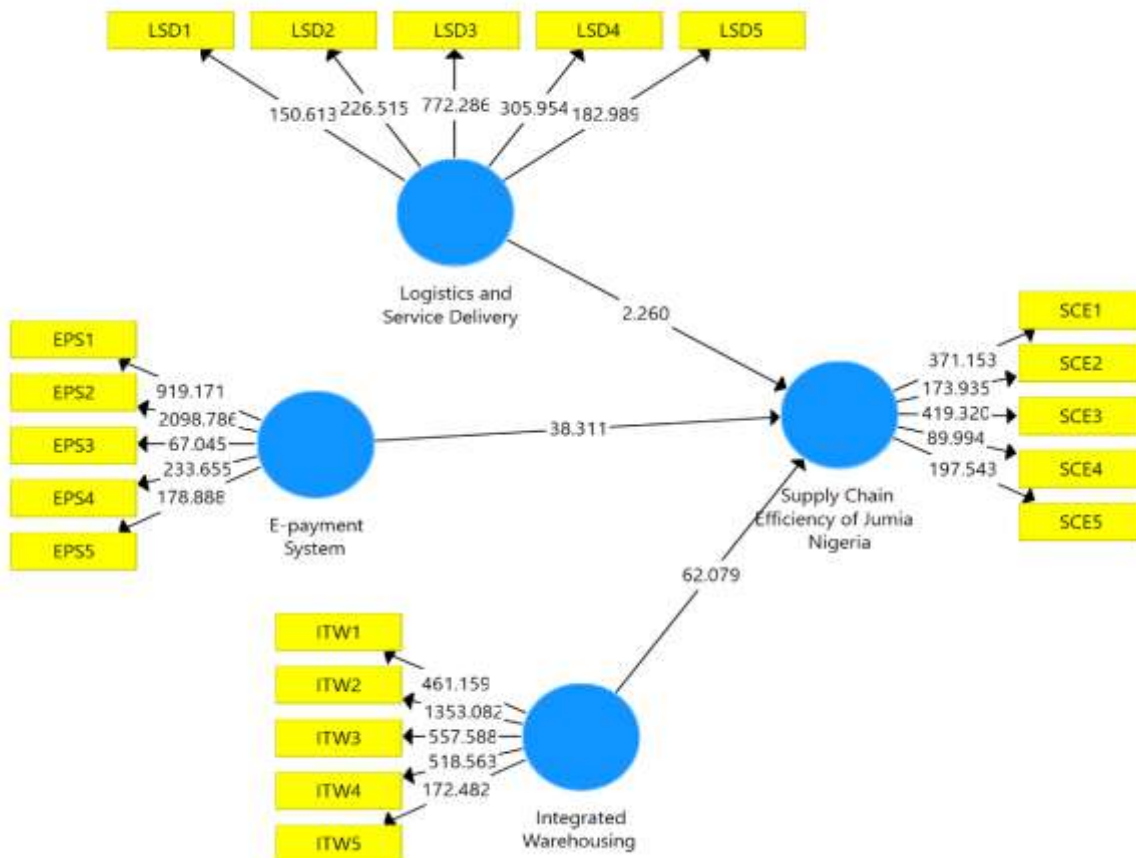 LSD1 LSD2 LSD3 LSD4 LSD5
150.613 226.515 772.286 305.954 182.989
Logistics and
Service Delivery
2.260
EPS1
EPS2
EPS3
EPS4
EPS5
919.171
2098.786
67.045
233.655
178.888
E-payment
System
38.311
SCE1
SCE2
SCE3
SCE4
SCE5
371.153
173.935
419.320
89.994
197.543
Supply Chain
Efficiency of Jumia
Nigeria
62.079
ITW1
ITW2
ITW3
ITW4
ITW5
461.159
1353.082
557.588
518.563
172.482
Integrated
Warehousing